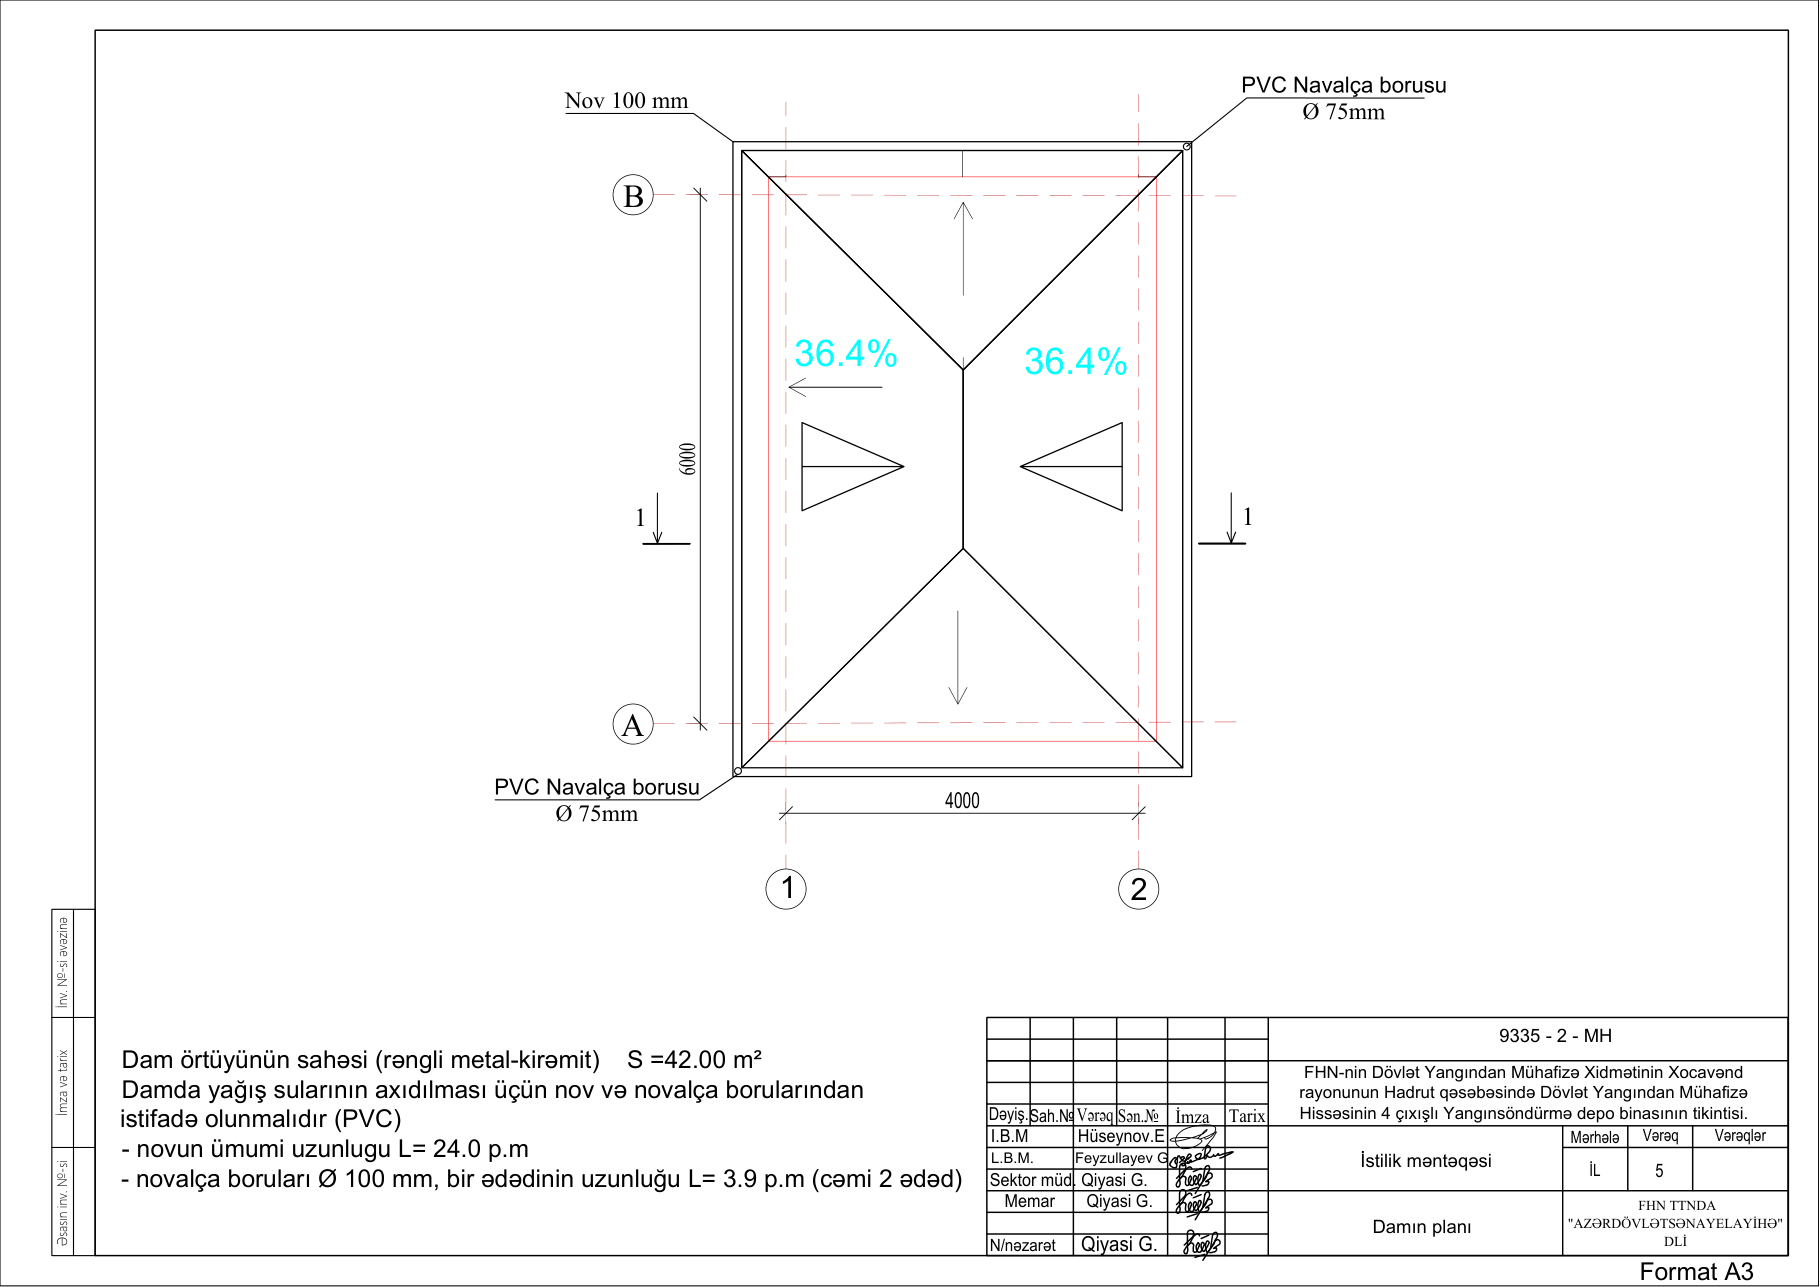 Nov 100 mm
PVC Navalça borusu
Ø 75mm
B
36.4%
36.4%
6000
1
1
A
PVC Navalça borusu
Ø 75mm
4000
1
2
İnv. №-si əvəzinə
İmza və tarix
Əsasın inv. №-si
Dam örtüyünün sahəsi (rəngli metal-kirəmit) S =42.00 m²
Damda yağış sularının axıdılması üçün nov və novalça borularından
istifadə olunmalıdır (PVC)
- novun ümumi uzunlugu L= 24.0 p.m
- novalça boruları Ø 100 mm, bir ədədinin uzunluğu L= 3.9 p.m (cəmi 2 ədəd)
9335 - 2 - MH
FHN-nin Dövlət Yangından Mühafizə Xidmətinin Xocavənd
rayonunun Hadrut qəsəbəsində Dövlət Yangından Mühafizə
Hissəsinin 4 çıxışlı Yangınsöndürmə depo binasının tikintisi.
Dəyiş. Sah.№ Vərəq Sən.№ İmza Tarix
I.B.M Hüseynov.E
L.B.M. Feyzullayev G
Sektor müd. Qiyasi G.
Memar Qiyasi G.
N/nəzarət Qiyasi G.
İstilik məntəqəsi
Mərhələ Vərəq Vərəqlər
İL 5
Damın planı
FHN TTNDA
"AZƏRDÖVLƏTSƏNAYELAYİHƏ"
DLİ
Format A3